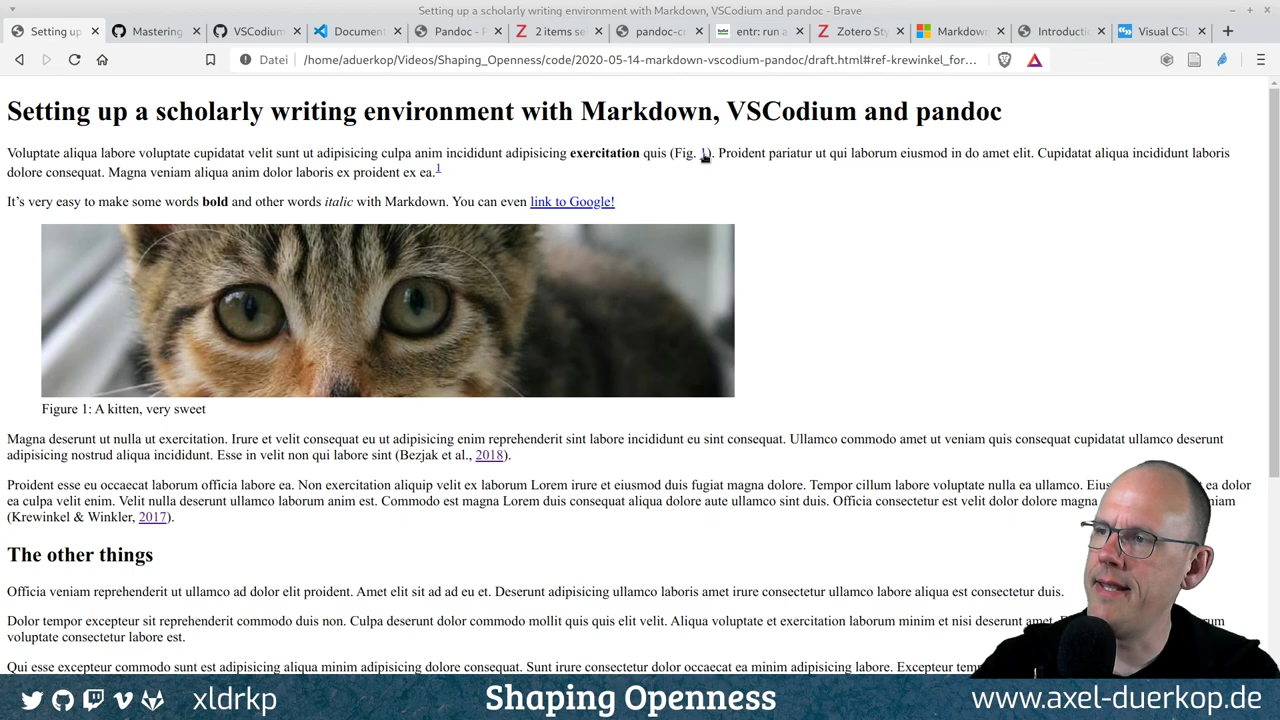 Setting up a scholarly writing environment with Markdown, VSCodium and pandoc - Brave
Setting up
Mastering
VSCodium
Document
Pandoc - 
2 items se
pandoc-cr
entr: run a
Zotero Sty
Markdown
Introducti
Visual CSL
Datei
/home/aduerkop/Videos/Shaping_Openness/code/2020-05-14-markdown-vscodium-pandoc/draft.html#ref-krewinkel_for...
Setting up a scholarly writing environment with Markdown, VSCodium and pandoc
Voluptate aliqua labore voluptate cupidatat velit sunt ut adipisicing culpa anim incididunt adipisicing exercitation quis (Fig. 1). Proident pariatur ut qui laborum eiusmod in do amet elit. Cupidatat aliqua incididunt laboris
dolore consequat. Magna veniam aliqua anim dolor laboris ex proident ex ea.1
It's very easy to make some words bold and other words italic with Markdown. You can even link to Google!
Figure 1: A kitten, very sweet
Magna deserunt ut nulla ut exercitation. Irure et velit consequat eu ut adipisicing enim reprehenderit sint labore incididunt eu sint consequat. Ullamco commodo amet ut veniam quis consequat cupidatat ullamco deserunt
adipisicing nostrud aliqua incididunt. Esse in velit non qui labore sint (Bezjak et al., 2018).
Proident esse eu occaecat laborum officia labore ea. Non exercitation aliquip velit ex laborum Lorem irure et eiusmod duis fugiat magna dolore. Tempor cillum labore voluptate nulla ea ullamco. ea dolor
ea culpa velit enim. Velit nulla deserunt ullamco laborum anim est. Commodo est magna Lorem duis consequat aliqua dolore aute ullamco sint duis. Officia consectetur est velit dolor dolore magna
(Krewinkel & Winkler, 2017).
The other things
Officia veniam reprehenderit ut ullamco ad dolor elit proident. Amet elit sit ad ad eu et. Deserunt adipisicing ullamco laboris amet irure consectetur ullamco labore aliqua est consectetur duis.
Dolor tempor excepteur sit reprehenderit commodo duis non. Culpa deserunt dolor commodo mollit quis quis elit velit. Aliqua voluptate et exercitation laborum minim et nisi deserunt amet.
voluptate consectetur labore est.
Qui esse excepteur commodo sunt est adipisicing aliqua minim adipisicing dolore consequat. Sunt irure consectetur dolor occaecat ea minim adipisicing labore. Excepteur
xldrkp
Shaping Openness
www.axel-duerkop.de